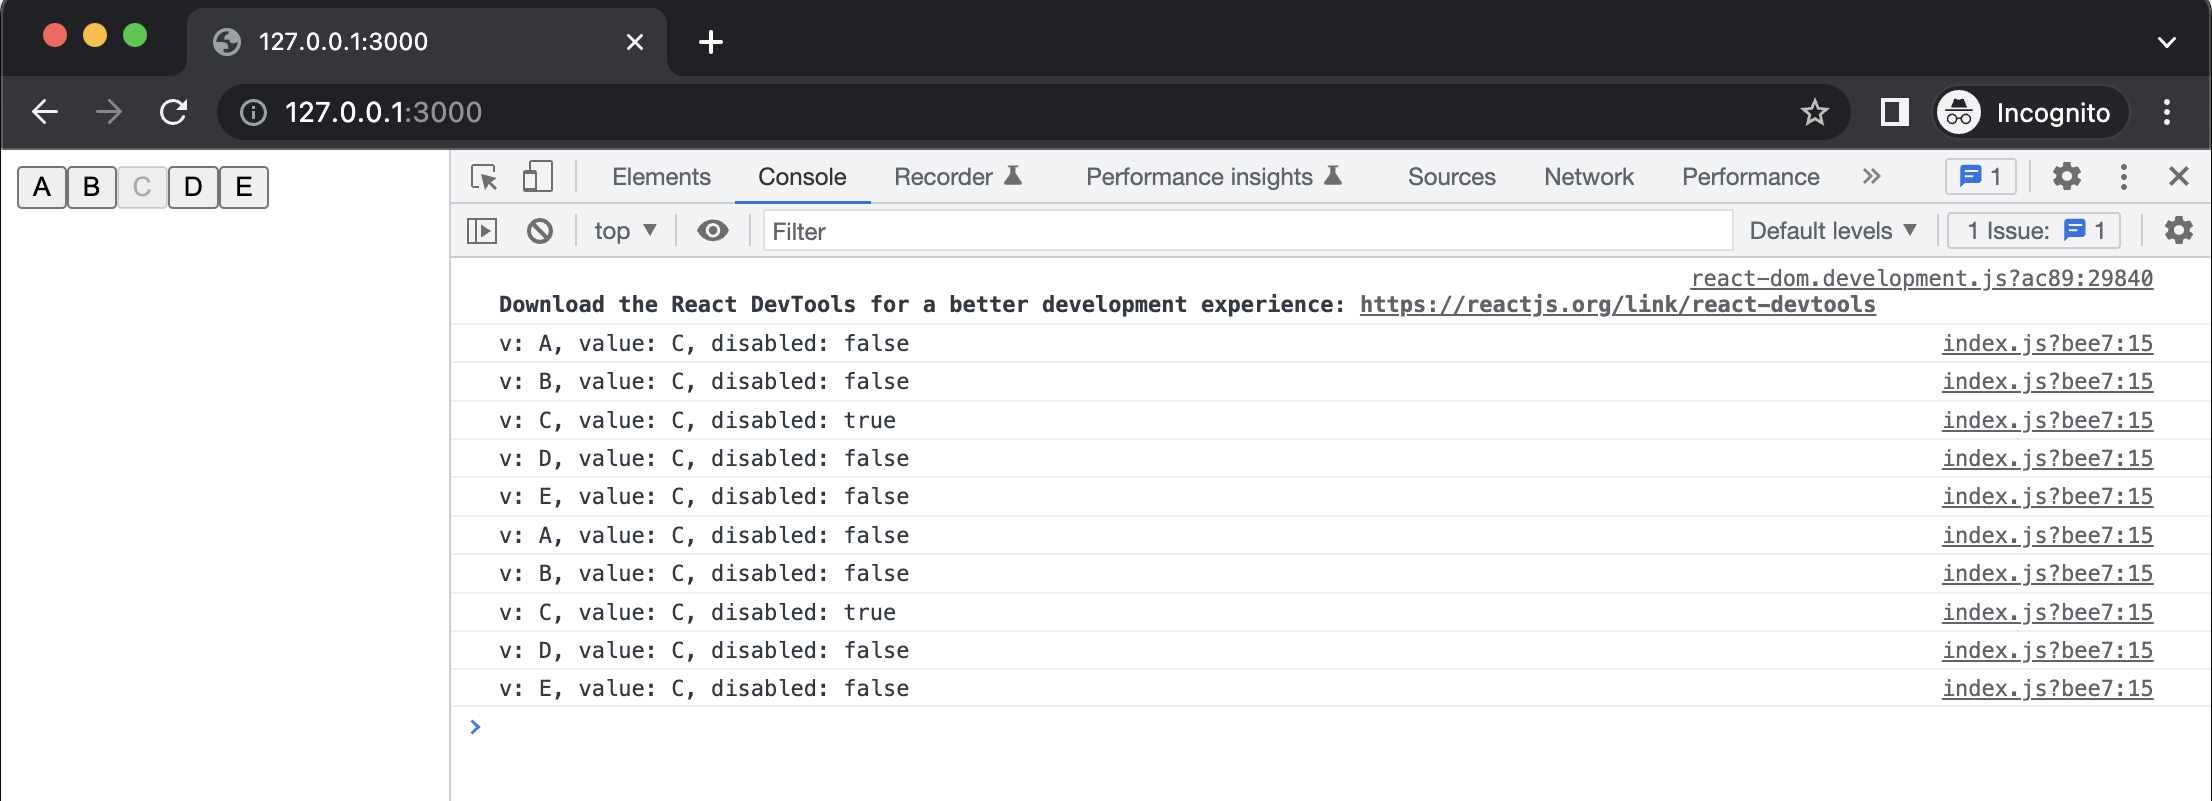 127.0.0.1:3000
127.0.0.1:3000
Incognito
A B C D E
Elements Console Recorder Performance insights Sources Network Performance 1
top Filter Default levels 1 Issue: 1
react-dom.development.js?ac89:29840
Download the React DevTools for a better development experience: https://reactjs.org/link/react-devtools
v: A, value: C, disabled: false index.js?bee7:15
v: B, value: C, disabled: false index.js?bee7:15
v: C, value: C, disabled: true index.js?bee7:15
v: D, value: C, disabled: false index.js?bee7:15
v: E, value: C, disabled: false index.js?bee7:15
v: A, value: C, disabled: false index.js?bee7:15
v: B, value: C, disabled: false index.js?bee7:15
v: C, value: C, disabled: true index.js?bee7:15
v: D, value: C, disabled: false index.js?bee7:15
v: E, value: C, disabled: false index.js?bee7:15